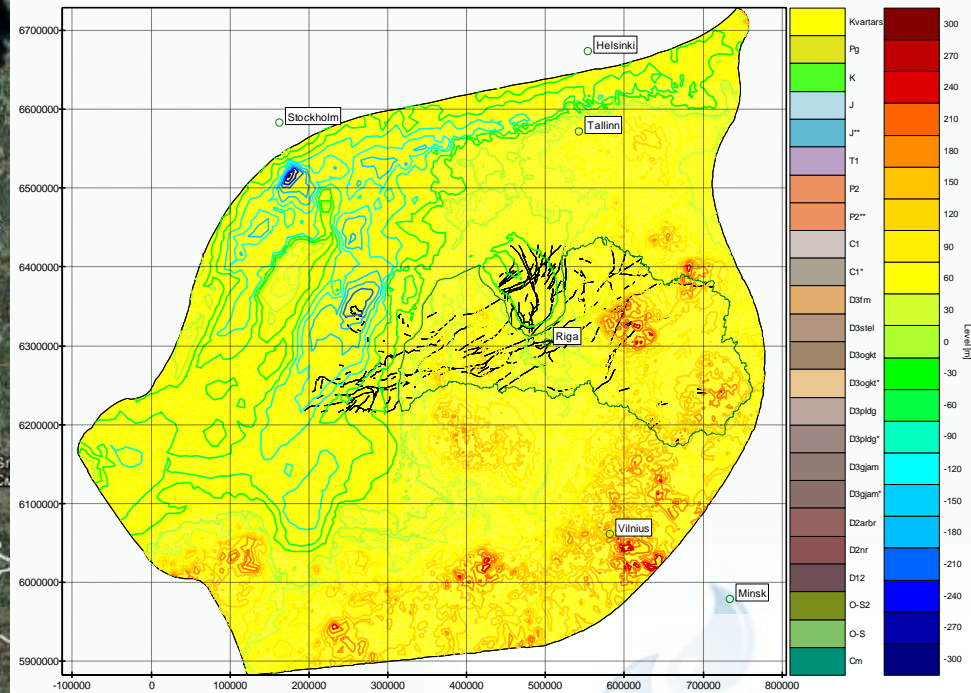 6700000
6600000
6500000
6400000
6300000
6200000
6100000
6000000
5900000
-100000 0 100000 200000 300000 400000 500000 600000 700000 800000
Helsinki
Stockholm
Tallinn
Riga
Vilnius
Minsk
Kvartars
Pg
K
J
J**
T1
P2
P2**
C1
C1*
D3fm
D3stel
D3ogkt
D3ogkt*
D3pldg
D3pldg*
D3gjam
D3gjam*
D2arbr
D2nr
D12
O-S2
O-S
Cm
300
270
240
210
180
150
120
90
60
30
0
-30
-60
-90
-120
-150
-180
-210
-240
-270
-300
Level [m]